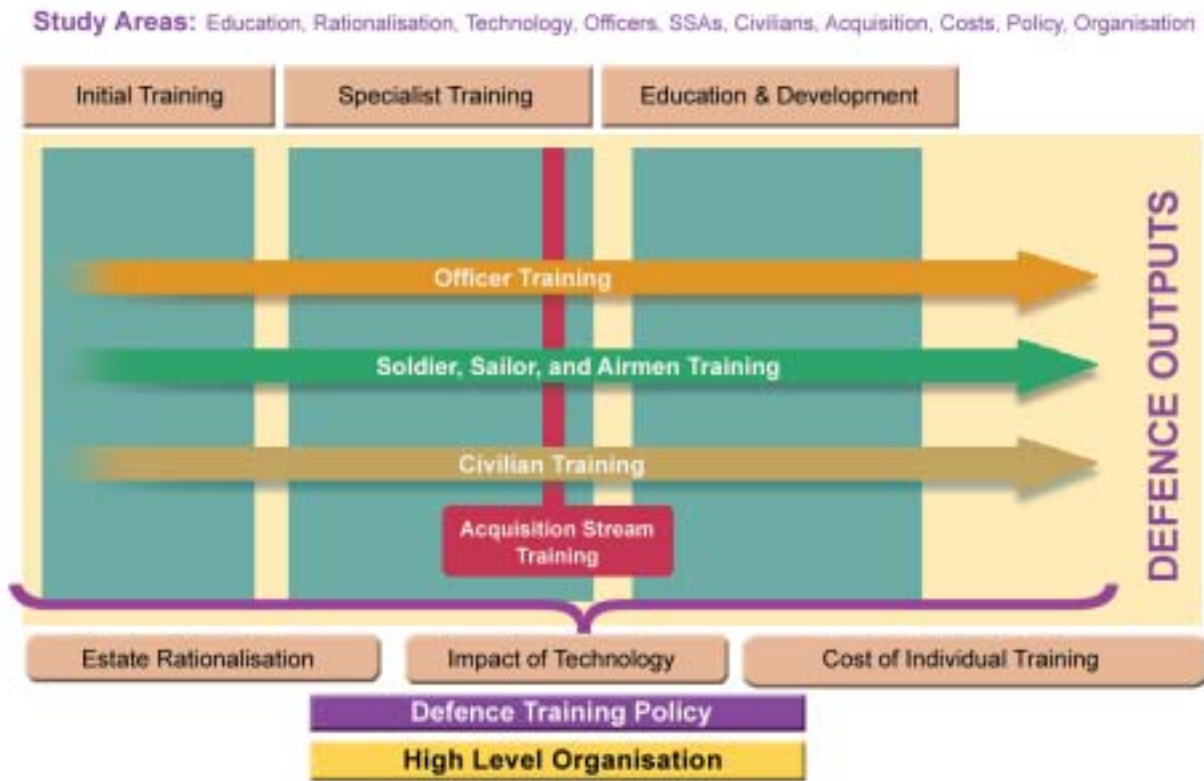 Study Areas: Education, Rationalisation, Technology, Officers, SSAs, Civilians, Acquisition, Costs, Policy, Organisation
Initial Training
Specialist Training
Education & Development
Officer Training
Soldier, Sailor, and Airmen Training
Civilian Training
Acquisition Stream
Training
DEFENCE OUTPUTS
Estate Rationalisation
Impact of Technology
Cost of Individual Training
Defence Training Policy
High Level Organisation